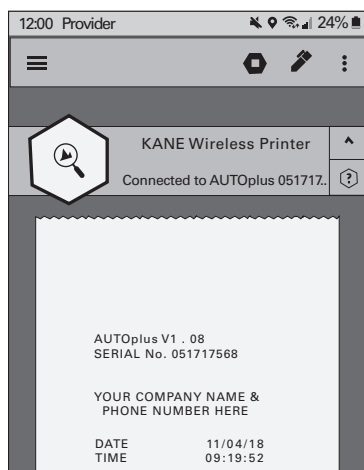 12:00 Provider 24%
KANE Wireless Printer
Connected to AUTOplus 051717..
?
AUTOplus V1 . 08
SERIAL No. 051717568
YOUR COMPANY NAME &
PHONE NUMBER HERE
DATE 11/04/18
TIME 09:19:52